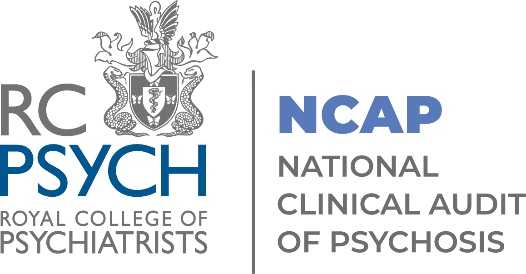 RC
PSYCH
ROYAL COLLEGE OF
PSYCHIATRISTS
NCAP
NATIONAL
CLINICAL AUDIT
OF PSYCHOSIS